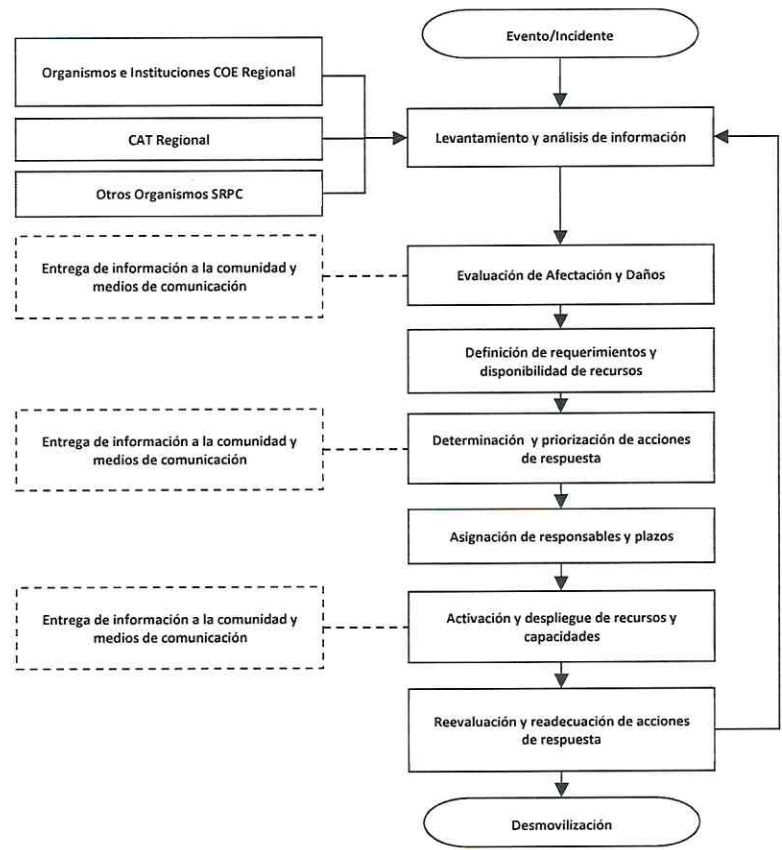 Evento/Incidente
Organismos e Instituciones COE Regional
CAT Regional
Otros Organismos SRPC
Levantamiento y análisis de información
Entrega de información a la comunidad y
medios de comunicación
Evaluación de Afectación y Daños
Definición de requerimientos y
disponibilidad de recursos
Entrega de información a la comunidad y
medios de comunicación
Determinación y priorización de acciones
de respuesta
Asignación de responsables y plazos
Entrega de información a la comunidad y
medios de comunicación
Activación y despliegue de recursos y
capacidades
Reevaluación y readecuación de acciones
de respuesta
Desmovilización